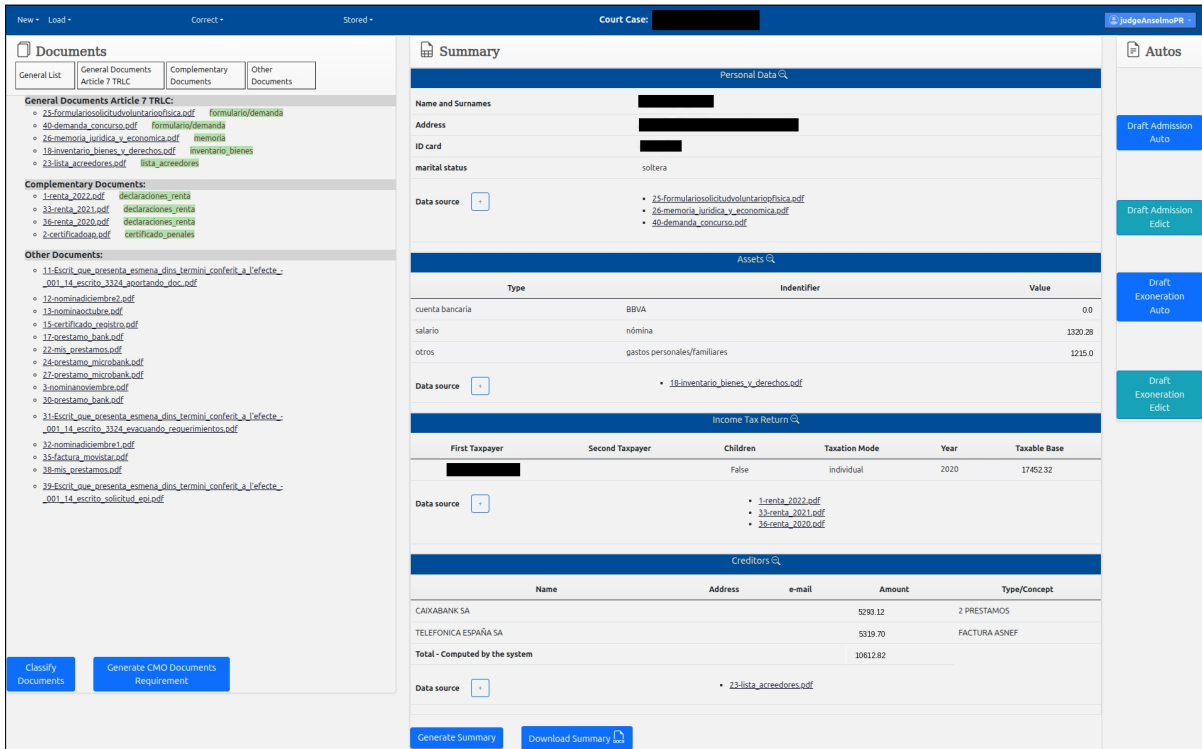 New Load Correct Stored Court Case: judgeAnselmoPR
Documents
General List General Documents Article 7 TRLC Complementary Documents Other Documents
General Documents Article 7 TRLC:
25-formulariosolicitudvoluntariopfisica.pdf formulario/demanda
40-demanda_concurso.pdf formulario/demanda
26-memoria_juridica_y_economica.pdf memoria
18-inventario_bienes_y_derechos.pdf inventario_bienes
23-lista_acreedores.pdf lista_acreedores
Complementary Documents:
1-renta_2022.pdf declaraciones_renta
33-renta_2021.pdf declaraciones_renta
36-renta_2020.pdf declaraciones_renta
2-certificadoap.pdf certificado_penales
Other Documents:
11-Escrit_que_presenta_esmena_dins_termini_conferit_a_l'efecte_-
_001_14_escrito_3324_aportando_doc..pdf
12-nominadiciembre2.pdf
13-nominaoctubre.pdf
15-certificado_registro.pdf
17-prestamo_bank.pdf
22-mis_prestamos.pdf
24-prestamo_microbank.pdf
27-prestamo_microbank.pdf
3-nominanoviembre.pdf
30-prestamo_bank.pdf
31-Escrit_que_presenta_esmena_dins_termini_conferit_a_l'efecte_-
_001_14_escrito_3324_evacuando_requerimientos.pdf
32-nominadiciembre1.pdf
35-factura_movistar.pdf
38-mis_prestamos.pdf
39-Escrit_que_presenta_esmena_dins_termini_conferit_a_l'efecte_-
_001_14_escrito_solicitud_epi.pdf
Classify
Documents
Generate CMO Documents
Requirement
Summary
Personal Data
Name and Surnames
Address
ID card
marital status soltera
Data source +
25-formulariosolicitudvoluntariopfisica.pdf
26-memoria_juridica_y_economica.pdf
40-demanda_concurso.pdf
Assets
Type Indentifier Value
cuenta bancaria BBVA 0.0
salario nómina 1320.28
otros gastos personales/familiares 1215.0
Data source + 18-inventario_bienes_y_derechos.pdf
Income Tax Return
First Taxpayer Second Taxpayer Children Taxation Mode Year Taxable Base
False individual 2020 17452.32
Data source +
1-renta_2022.pdf
33-renta_2021.pdf
36-renta_2020.pdf
Creditors
Name Address e-mail Amount Type/Concept
CAIXABANK SA 5293.12 2 PRESTAMOS
TELEFONICA ESPAÑA SA 5319.70 FACTURA ASNEF
Total - Computed by the system 10612.82
Data source + 23-lista_acreedores.pdf
Generate Summary Download Summary DOCX
Autos
Draft Admission
Auto
Draft Admission
Edict
Draft
Exoneration
Auto
Draft
Exoneration
Edict